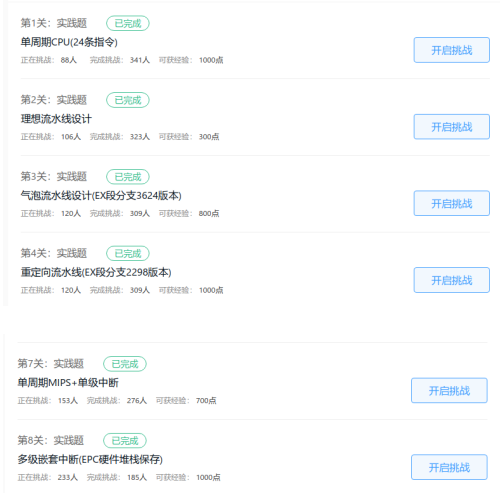 第1关：实践题 已完成
单周期CPU(24条指令)
正在挑战：88人 完成挑战：341人 可获经验：1000点
开启挑战
第2关：实践题 已完成
理想流水线设计
正在挑战：106人 完成挑战：323人 可获经验：300点
开启挑战
第3关：实践题 已完成
气泡流水线设计(EX段分支3624版本)
正在挑战：120人 完成挑战：309人 可获经验：800点
开启挑战
第4关：实践题 已完成
重定向流水线(EX段分支2298版本)
正在挑战：120人 完成挑战：309人 可获经验：1000点
开启挑战
第7关：实践题 已完成
单周期MIPS+单级中断
正在挑战：153人 完成挑战：276人 可获经验：700点
开启挑战
第8关：实践题 已完成
多级嵌套中断(EPC硬件堆栈保存)
正在挑战：233人 完成挑战：185人 可获经验：1000点
开启挑战